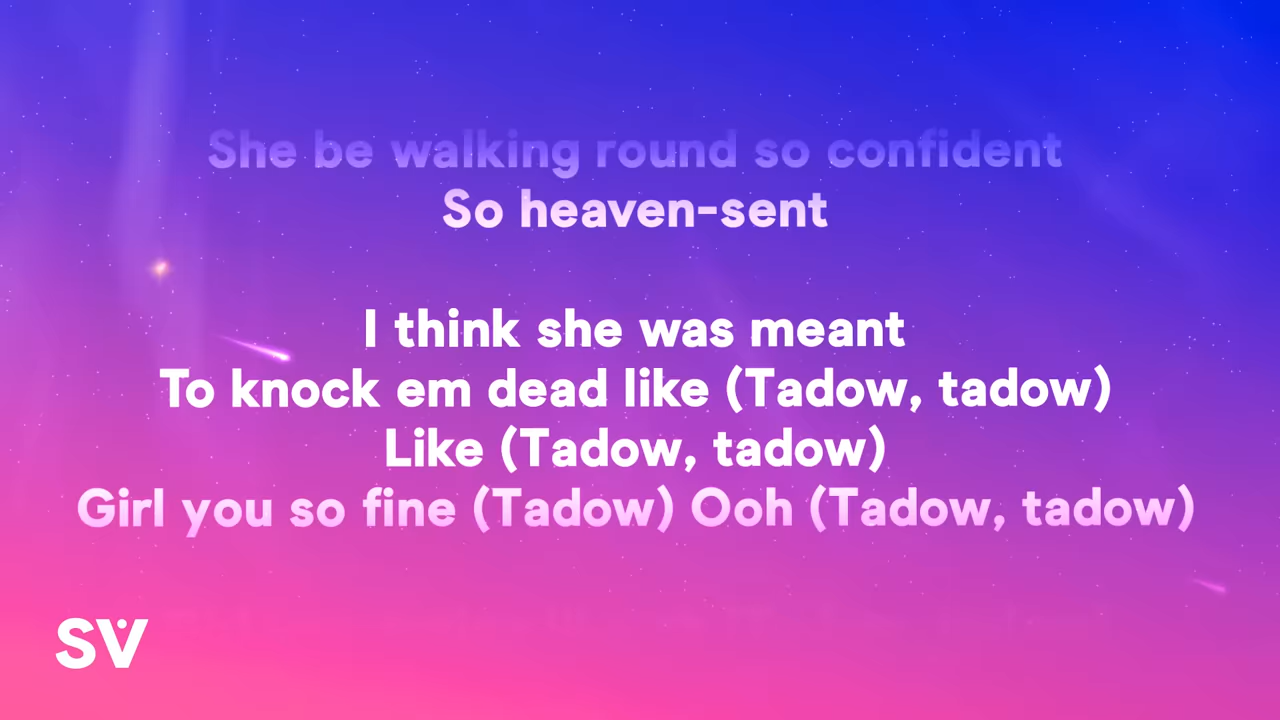 She be walking round so confident
So heaven-sent
I think she was meant
To knock em dead like (Tadow, tadow)
Like (Tadow, tadow)
Girl you so fine (Tadow) Ooh (Tadow, tadow)
SV